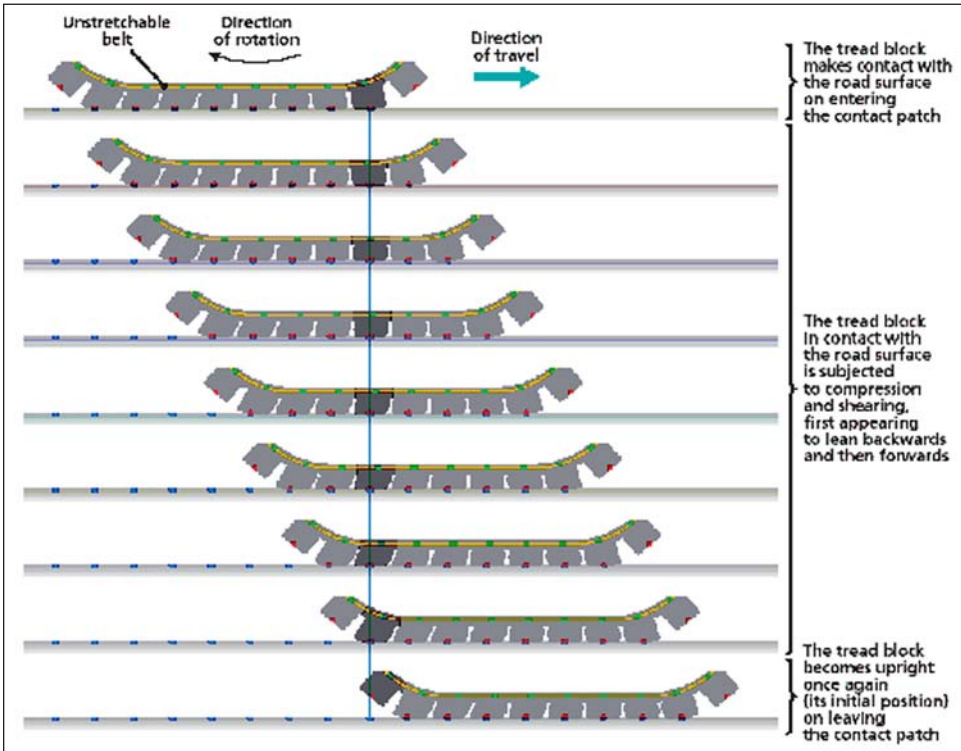 Unstretchable
belt
Direction
of rotation
Direction
of travel
The tread block
makes contact with
the road surface
on entering
the contact patch
The tread block
in contact with
the road surface
is subjected
to compression
and shearing,
first appearing
to lean backwards
and then forwards
The tread block
becomes upright
once again
(its initial position)
on leaving
the contact patch